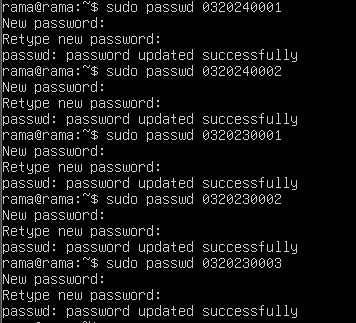 rama@rama:~$ sudo passwd 0320240001
New password:
Retype new password:
passwd: password updated successfully
rama@rama:~$ sudo passwd 0320240002
New password:
Retype new password:
passwd: password updated successfully
rama@rama:~$ sudo passwd 0320230001
New password:
Retype new password:
passwd: password updated successfully
rama@rama:~$ sudo passwd 0320230002
New password:
Retype new password:
passwd: password updated successfully
rama@rama:~$ sudo passwd 0320230003
New password:
Retype new password:
passwd: password updated successfully